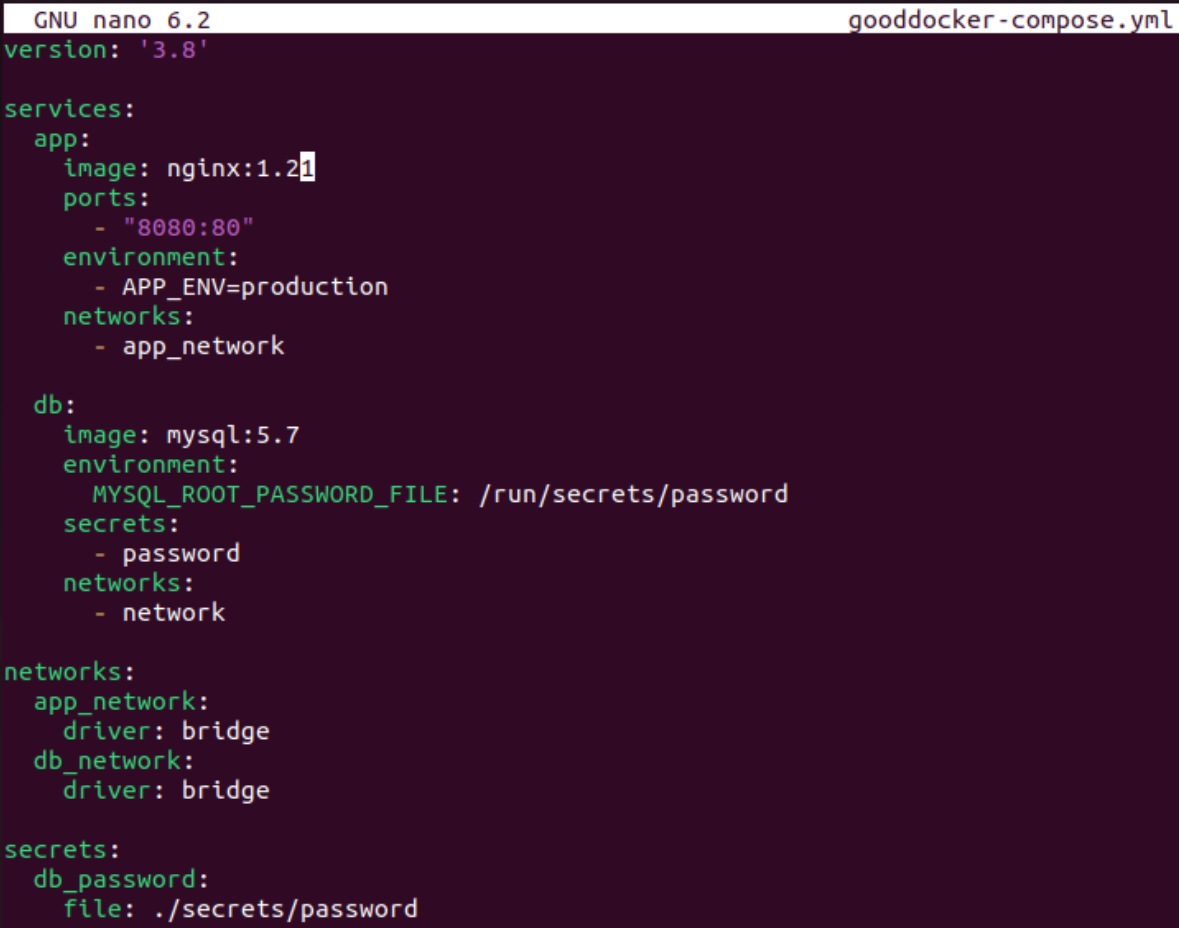 GNU nano 6.2 gooddocker-compose.yml
version: '3.8'

services:
  app:
    image: nginx:1.21
    ports:
      - "8080:80"
    environment:
      - APP_ENV=production
    networks:
      - app_network

  db:
    image: mysql:5.7
    environment:
      MYSQL_ROOT_PASSWORD_FILE: /run/secrets/password
    secrets:
      - password
    networks:
      - network

networks:
  app_network:
    driver: bridge
  db_network:
    driver: bridge

secrets:
  db_password:
    file: ./secrets/password